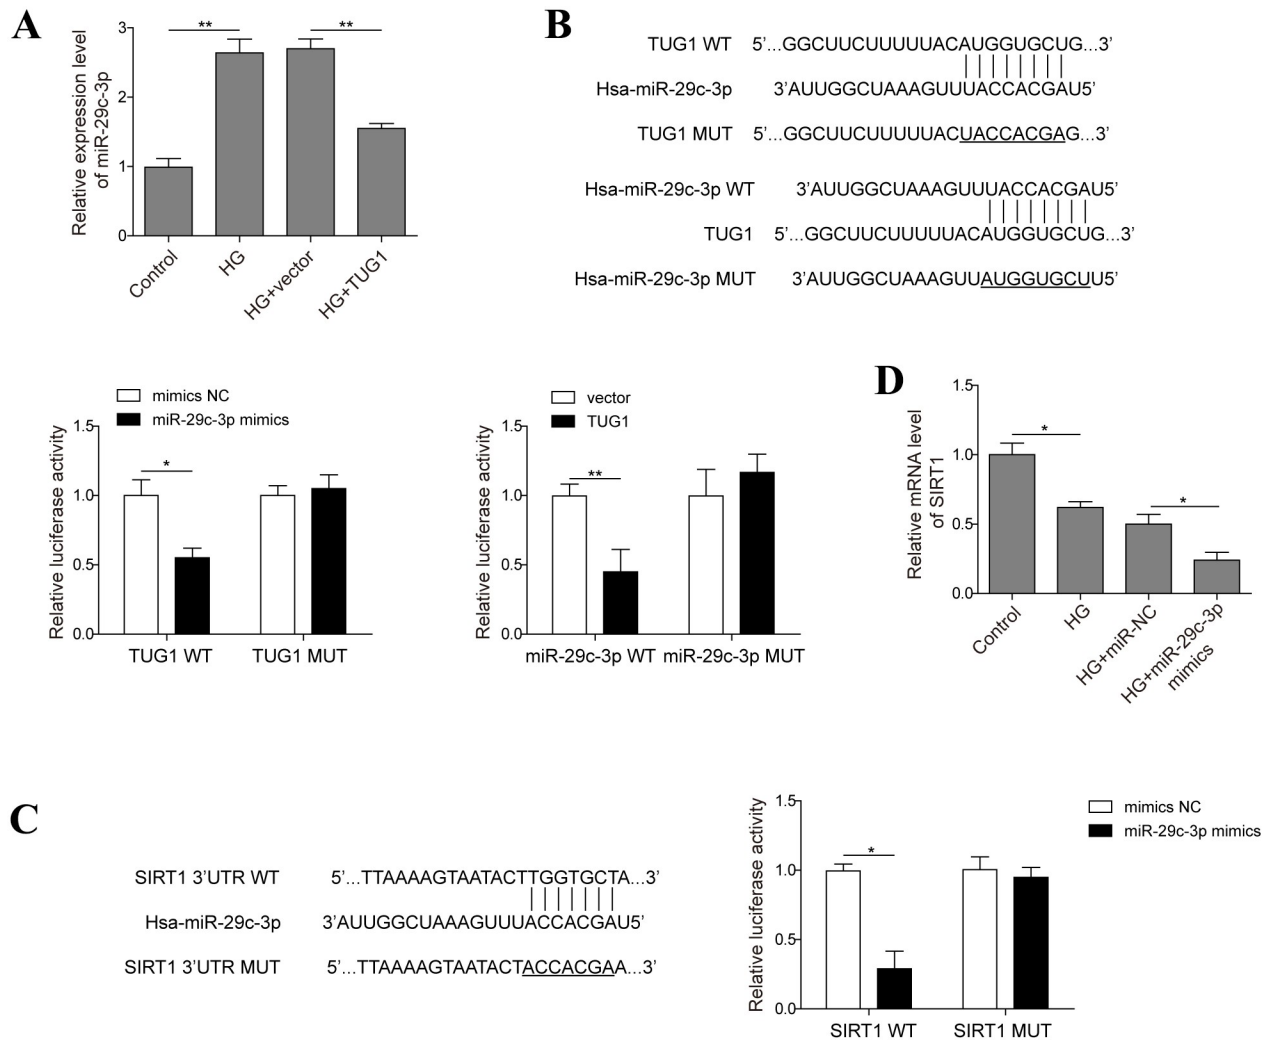 A
Relative expression level
of miR-29c-3p
3
2
1
0
**
**
Control
HG
HG+vector
HG+TUG1
B
TUG1 WT 5’...GGCUUCUUUUUACAUGGUGCUG...3’
Hsa-miR-29c-3p 3’AUUGGCUAAAGUUUACCACGAU5’
TUG1 MUT 5’...GGCUUCUUUUUACUACCACGAG...3’
Hsa-miR-29c-3p WT 3’AUUGGCUAAAGUUUACCACGAU5’
TUG1 5’...GGCUUCUUUUUACAUGGUGCUG...3’
Hsa-miR-29c-3p MUT 3’AUUGGCUAAAGUUAUGGUGCUU5’
mimics NC
miR-29c-3p mimics
Relative luciferase activity
1.5
1.0
0.5
0.0
*
TUG1 WT TUG1 MUT
vector
TUG1
Relative luciferase activity
1.5
1.0
0.5
0.0
**
miR-29c-3p WT miR-29c-3p MUT
D
Relative mRNA level
of SIRT1
1.5
1.0
0.5
0.0
*
*
Control
HG
HG+miR-NC
HG+miR-29c-3p
mimics
C
SIRT1 3’UTR WT 5’...TTAAAAGTAATACTTGGTGCTA...3’
Hsa-miR-29c-3p 3’AUUGGCUAAAGUUUACCACGAU5’
SIRT1 3’UTR MUT 5’...TTAAAAGTAATACTACCACGAA...3’
Relative luciferase activity
1.5
1.0
0.5
0.0
*
SIRT1 WT SIRT1 MUT
mimics NC
miR-29c-3p mimics